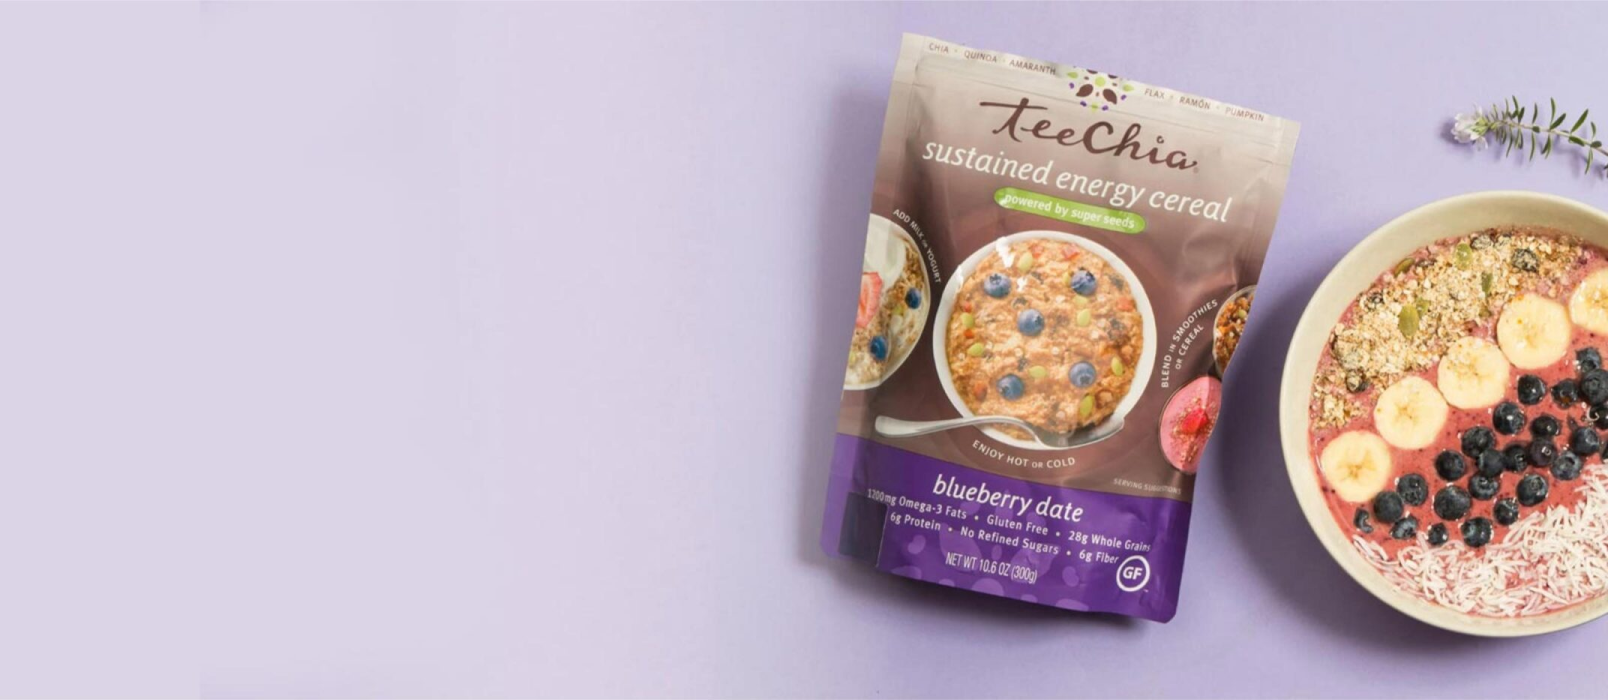 CHIA · QUINOA · AMARANTH
FLAX · RAMÓN · PUMPKIN
teeChia
sustained energy cereal
powered by super seeds
ADD MILK OR YOGURT
BLEND IN SMOOTHIES
OR CEREAL
ENJOY HOT OR COLD
SERVING SUGGESTIONS
blueberry date
1200mg Omega-3 Fats • Gluten Free • 28g Whole Grains
6g Protein • No Refined Sugars • 6g Fiber
NET WT 10.6 OZ (300g)
GF